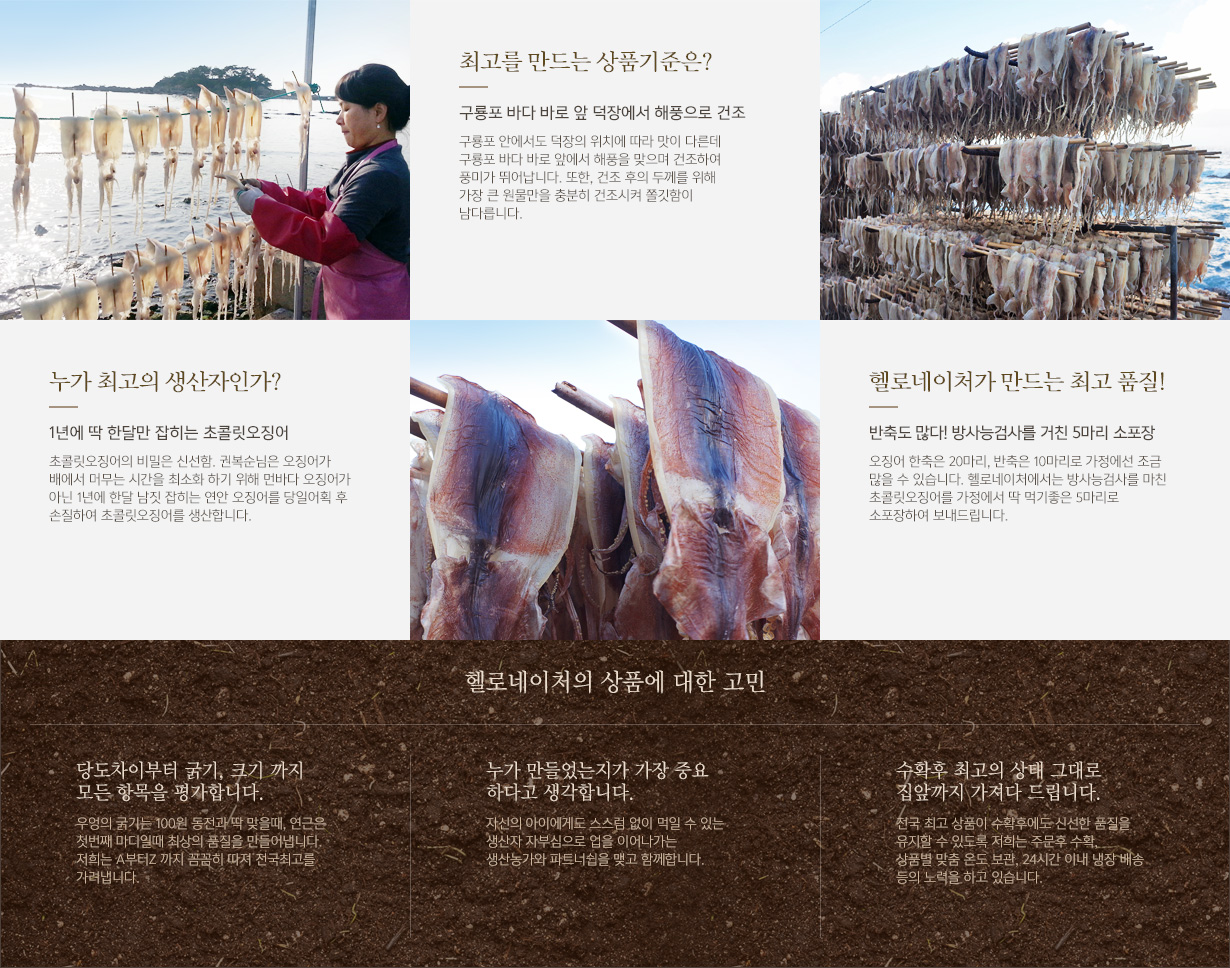 최고를 만드는 상품기준은?
구룡포 바다 바로 앞 덕장에서 해풍으로 건조
구룡포 안에서도 덕장의 위치에 따라 맛이 다른데
구룡포 바다 바로 앞에서 해풍을 맞으며 건조하여
풍미가 뛰어납니다. 또한, 건조 후의 두께를 위해
가장 큰 원물만을 충분히 건조시켜 쫄깃함이
남다릅니다.
누가 최고의 생산자인가?
1년에 딱 한달만 잡히는 초콜릿오징어
초콜릿오징어의 비밀은 신선함. 권복순님은 오징어가
배에서 머무는 시간을 최소화 하기 위해 먼바다 오징어가
아닌 1년에 한달 남짓 잡히는 연안 오징어를 당일어획 후
손질하여 초콜릿오징어를 생산합니다.
헬로네이처가 만드는 최고 품질!
반축도 많다! 방사능검사를 거친 5마리 소포장
오징어 한축은 20마리, 반축은 10마리로 가정에선 조금
많을 수 있습니다. 헬로네이처에서는 방사능검사를 마친
초콜릿오징어를 가정에서 딱 먹기좋은 5마리로
소포장하여 보내드립니다.
헬로네이처의 상품에 대한 고민
당도차이부터 굵기, 크기 까지
모든 항목을 평가합니다.
우엉의 굵기는 100원 동전과 딱 맞을때, 연근은
첫번째 마디일때 최상의 품질을 만들어냅니다.
저희는 A부터Z 까지 꼼꼼히 따져 전국최고를
가려냅니다.
누가 만들었는지가 가장 중요
하다고 생각합니다.
자신의 아이에게도 스스럼 없이 먹일 수 있는
생산자 자부심으로 업을 이어나가는
생산농가와 파트너쉽을 맺고 함께합니다.
수확후 최고의 상태 그대로
집앞까지 가져다 드립니다.
전국 최고 상품이 수확후에도 신선한 품질을
유지할 수 있도록 저희는 주문후 수확,
상품별 맞춤 온도 보관, 24시간 이내 냉장 배송
등의 노력을 하고 있습니다.